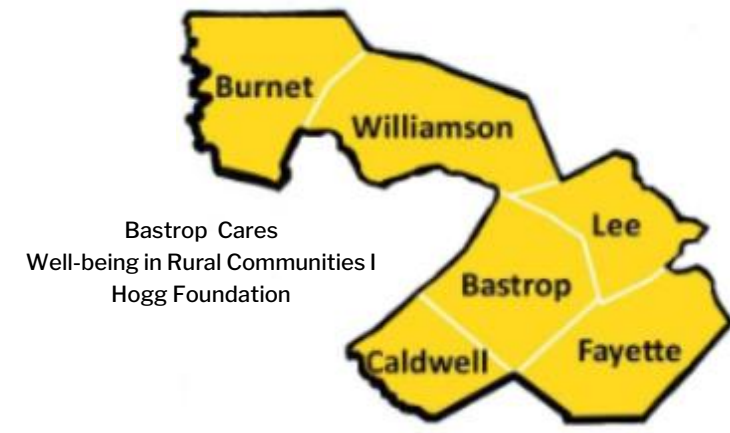 Burnet
Williamson
Lee
Bastrop Cares
Well-being in Rural Communities I
Hogg Foundation
Bastrop
Caldwell
Fayette